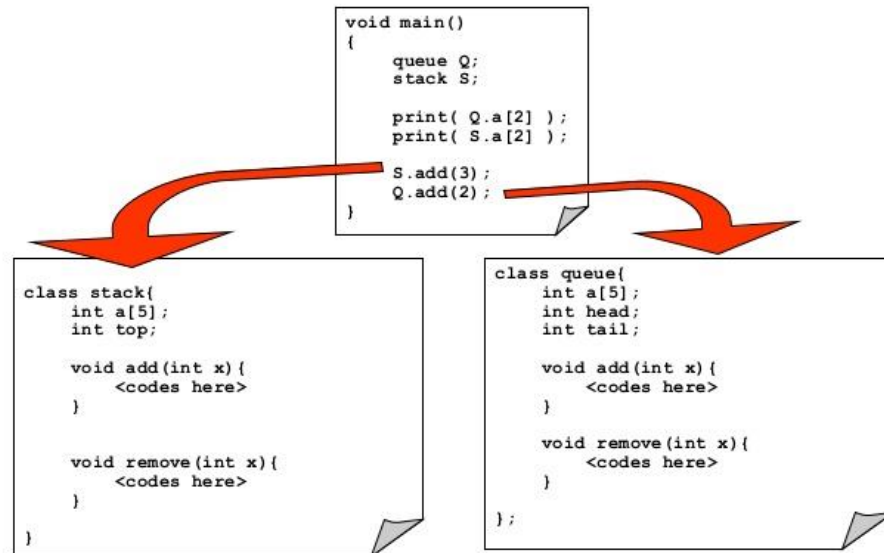 void main()
{
queue Q;
stack S;
print( Q.a[2] );
print( S.a[2] );
S.add(3);
Q.add(2);
}
class stack{
int a[5];
int top;
void add(int x){
<codes here>
}
void remove(int x){
<codes here>
}
}
class queue{
int a[5];
int head;
int tail;
void add(int x){
<codes here>
}
void remove(int x){
<codes here>
}
};